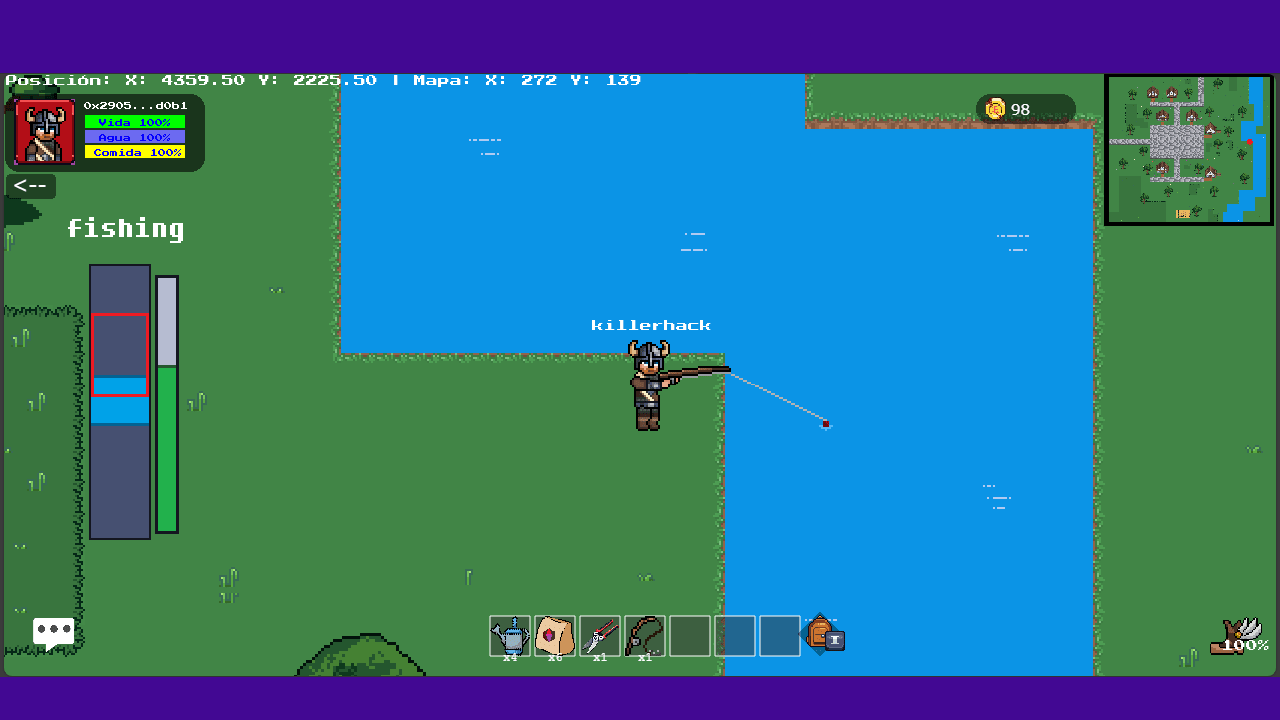 Posición: X: 4359.50 Y: 2225.50 | Mapa: X: 272 Y: 139
0x2905...d0b1
Vida 100%
Agua 100%
Comida 100%
98
<--
fishing
killerhack
x4
x6
x1
x1
I
100%